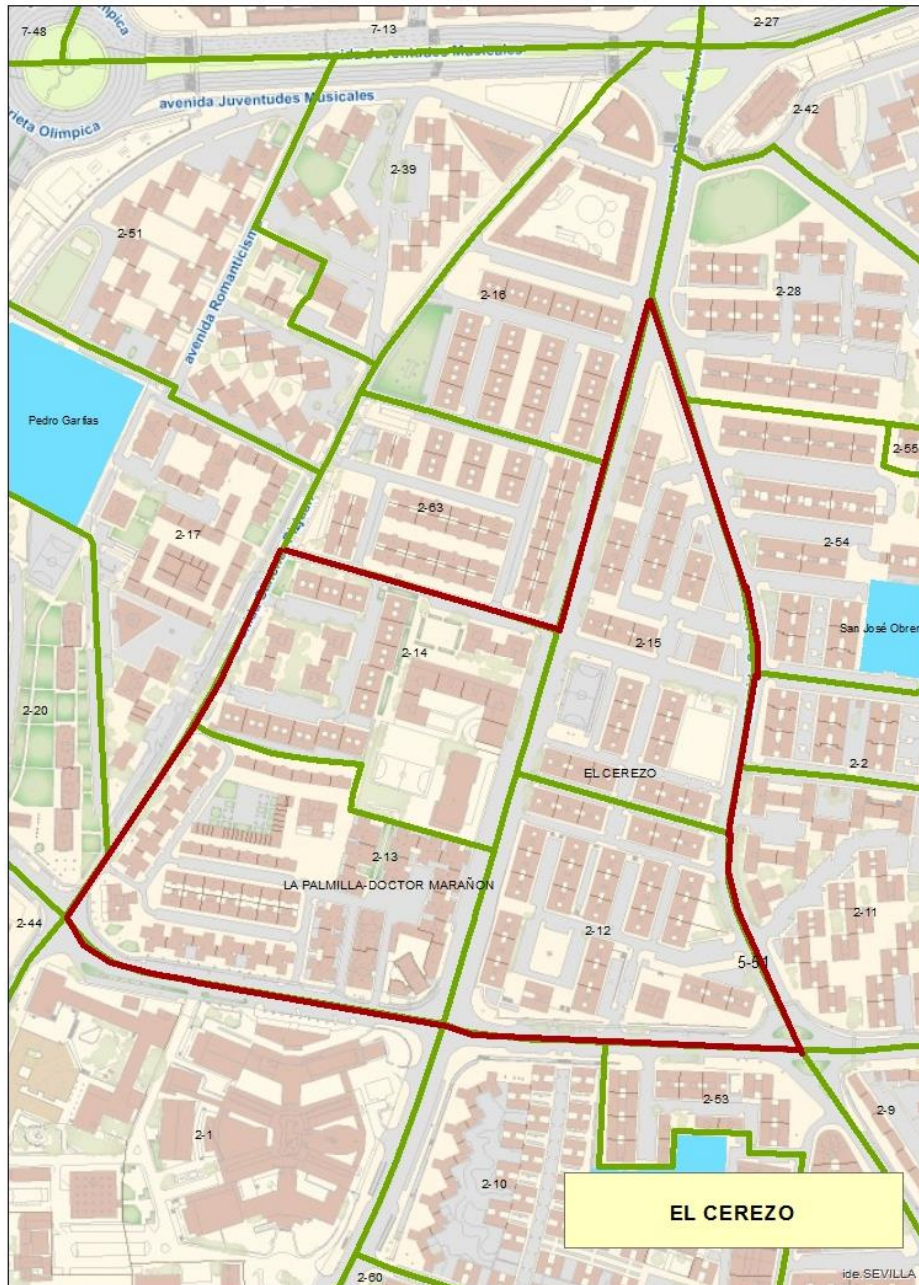 7-48
7-13
2-27
avenida Juventudes Musicales
avenida Juventudes Musicales
2-42
rieta Olimpica
2-39
2-51
avenida Romanticism
2-16
2-28
Pedro Garfias
2-55
2-63
2-17
2-54
San José Obrer
2-15
2-14
2-20
EL CEREZO
2-2
2-13
LA PALMILLA-DOCTOR MARAÑON
2-44
2-11
2-12
5-51
2-53
2-9
2-1
2-10
EL CEREZO
2-60
ide.SEVILLA